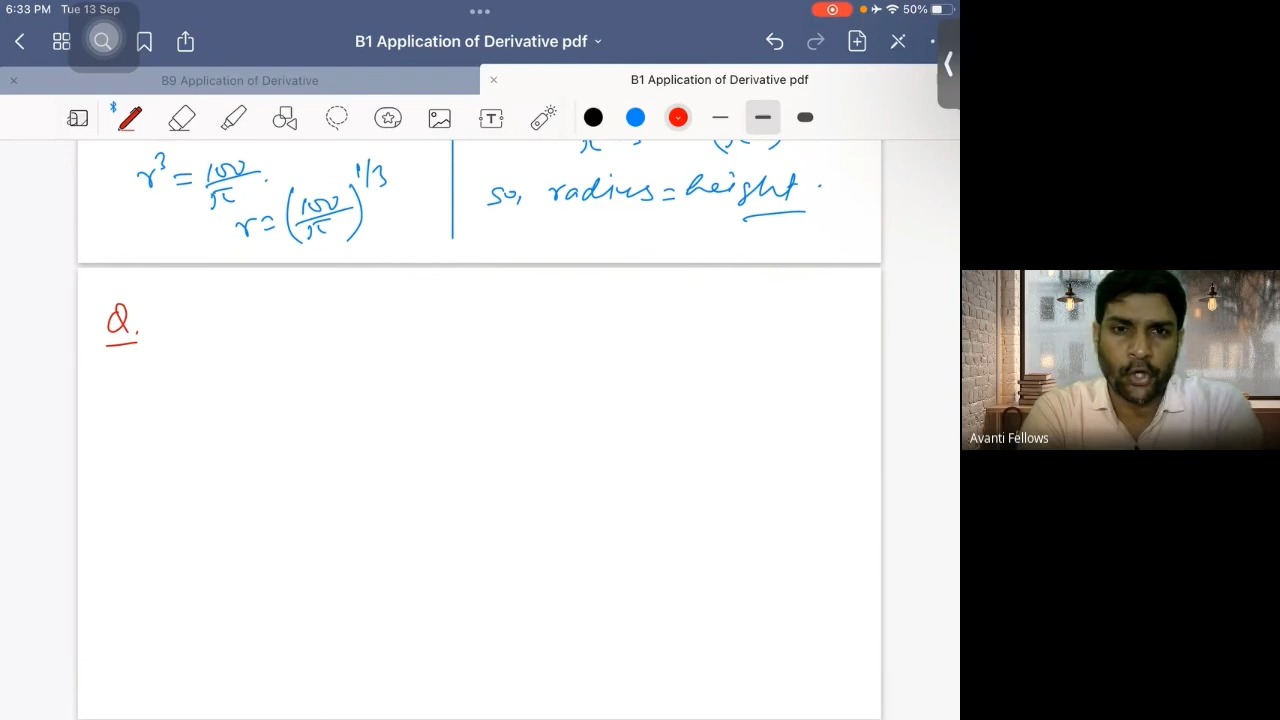 6:33 PM Tue 13 Sep
50%
B1 Application of Derivative pdf
B9 Application of Derivative
B1 Application of Derivative pdf
T
r³ = 100/π.
r = (100/π)^1/3
so, radius = height.
Q.
Avanti Fellows